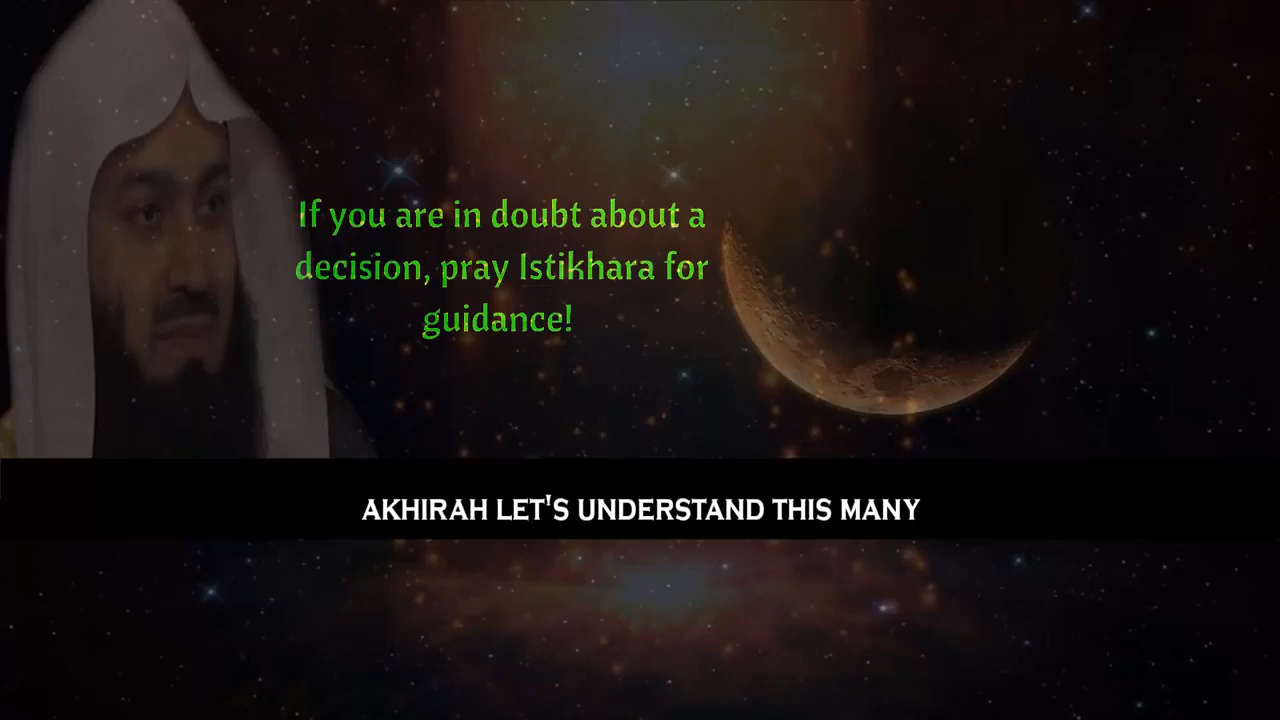 If you are in doubt about a
decision, pray Istikhara for
guidance!
AKHIRAH LET'S UNDERSTAND THIS MANY